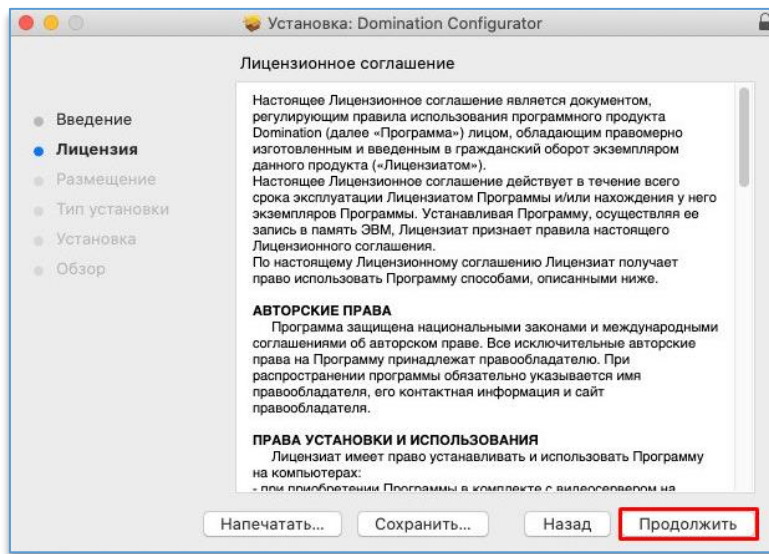 Установка: Domination Configurator
Лицензионное соглашение
Введение
Лицензия
Размещение
Тип установки
Установка
Обзор
Настоящее Лицензионное соглашение является документом,
регулирующим правила использования программного продукта
Domination (далее «Программа») лицом, обладающим правомерно
изготовленным и введенным в гражданский оборот экземпляром
данного продукта («Лицензиатом»).
Настоящее Лицензионное соглашение действует в течение всего
срока эксплуатации Лицензиатом Программы и/или нахождения у него
экземпляров Программы. Устанавливая Программу, осуществляя ее
запись в память ЭВМ, Лицензиат признает правила настоящего
Лицензионного соглашения.
По настоящему Лицензионному соглашению Лицензиат получает
право использовать Программу способами, описанными ниже.
АВТОРСКИЕ ПРАВА
Программа защищена национальными законами и международными
соглашениями об авторском праве. Все исключительные авторские
права на Программу принадлежат правообладателю. При
распространении программы обязательно указывается имя
правообладателя, его контактная информация и сайт
правообладателя.
ПРАВА УСТАНОВКИ И ИСПОЛЬЗОВАНИЯ
Лицензиат имеет право устанавливать и использовать Программу
на компьютерах:
- при приобретении Программы в комплекте с видеосервером на
Напечатать...
Сохранить...
Назад
Продолжить